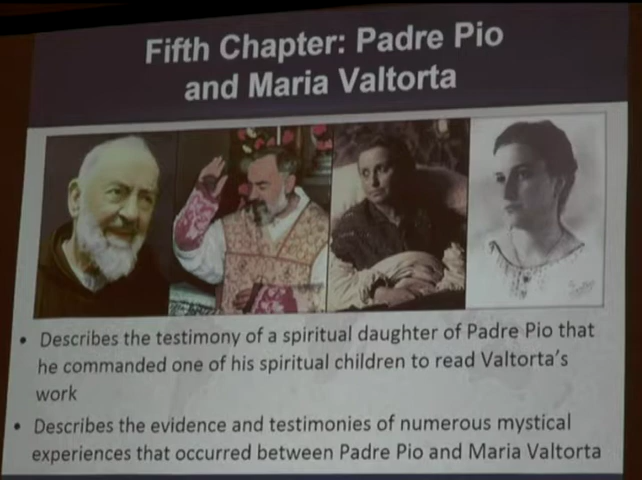 Fifth Chapter: Padre Pio
and Maria Valtorta
• Describes the testimony of a spiritual daughter of Padre Pio that
he commanded one of his spiritual children to read Valtorta's
work
• Describes the evidence and testimonies of numerous mystical
experiences that occurred between Padre Pio and Maria Valtorta